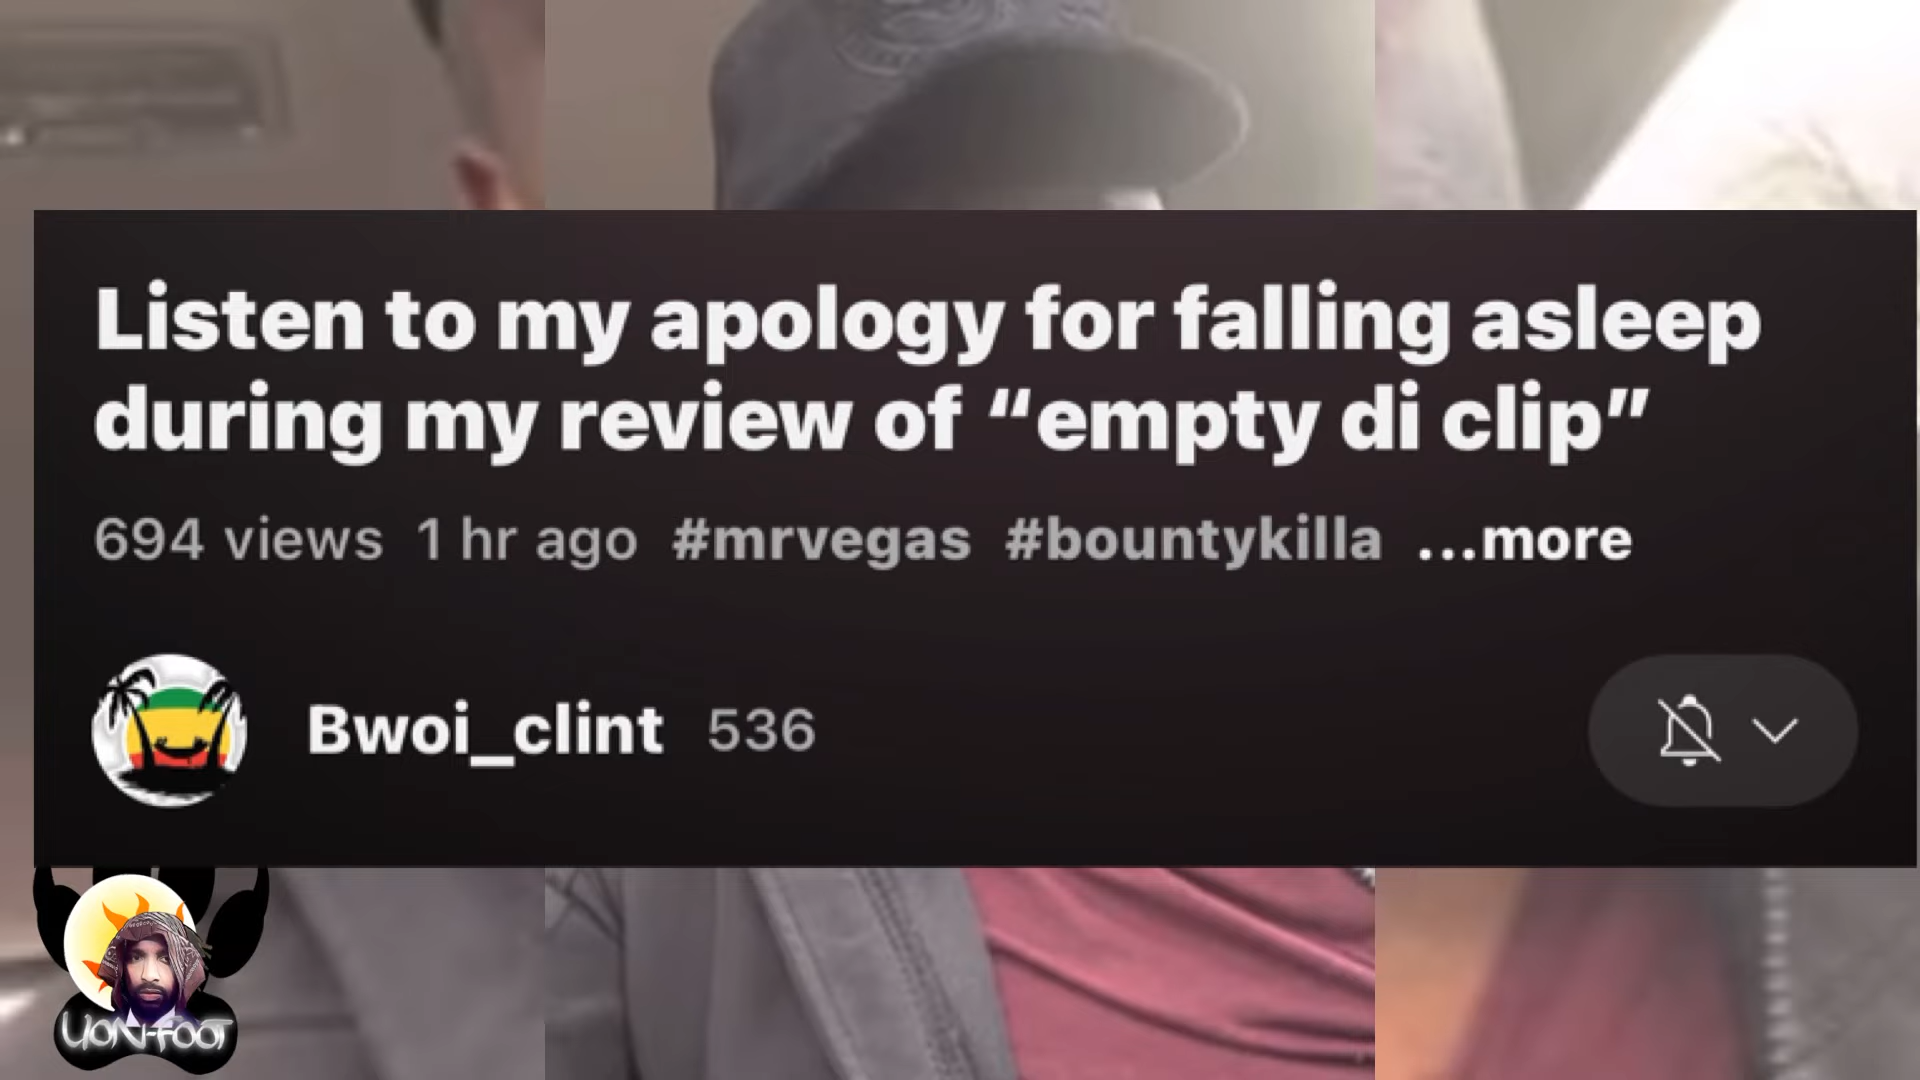 Listen to my apology for falling asleep
during my review of “empty di clip”
694 views 1 hr ago #mrvegas #bountykilla ...more
Bwoi_clint 536
LION-FOOT